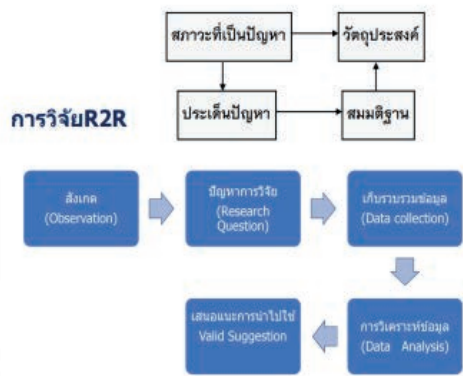 สภาวะที่เป็นปัญหา
วัตถุประสงค์
ประเด็นปัญหา
สมมติฐาน
การวิจัยR2R
สังเกต
(Observation)
ปัญหาการวิจัย
(Research
Question)
เก็บรวบรวมข้อมูล
(Data collection)
เสนอแนะการนำไปใช้
Valid Suggestion
การวิเคราะห์ข้อมูล
(Data Analysis)